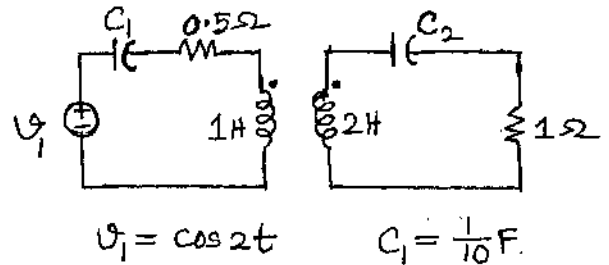 C₁ 0.5Ω
C₂
v₁
1H
2H
1Ω
v₁ = cos 2t
C₁ = 1/10 F.